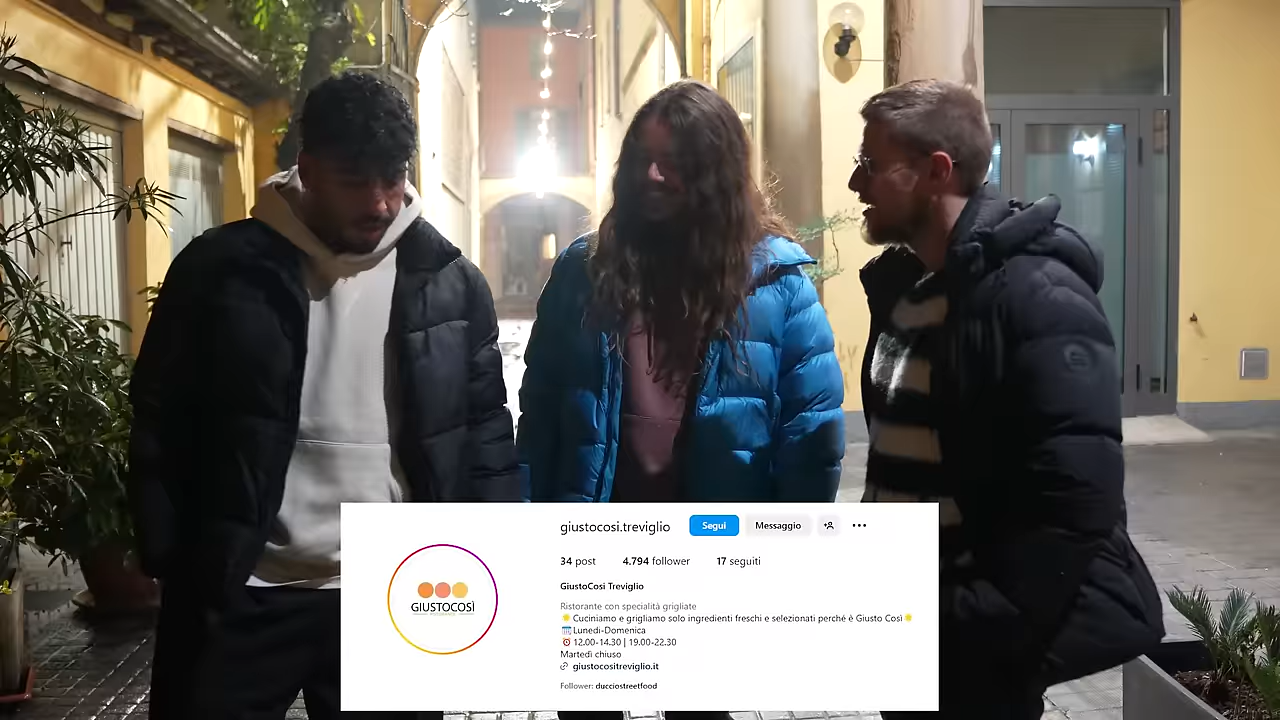 giustocosi.treviglio Segui Messaggio
34 post 4.794 follower 17 seguiti
GiustoCosi Treviglio
GIUSTOCOSÌ
Ristorante con specialità grigliate
Cuciniamo e grigliamo solo ingredienti freschi e selezionati perché è Giusto Così
Lunedi-Domenica
12.00-14.30 | 19.00-22.30
Martedì chiuso
giustocositreviglio.it
Follower: ducciostreetfood